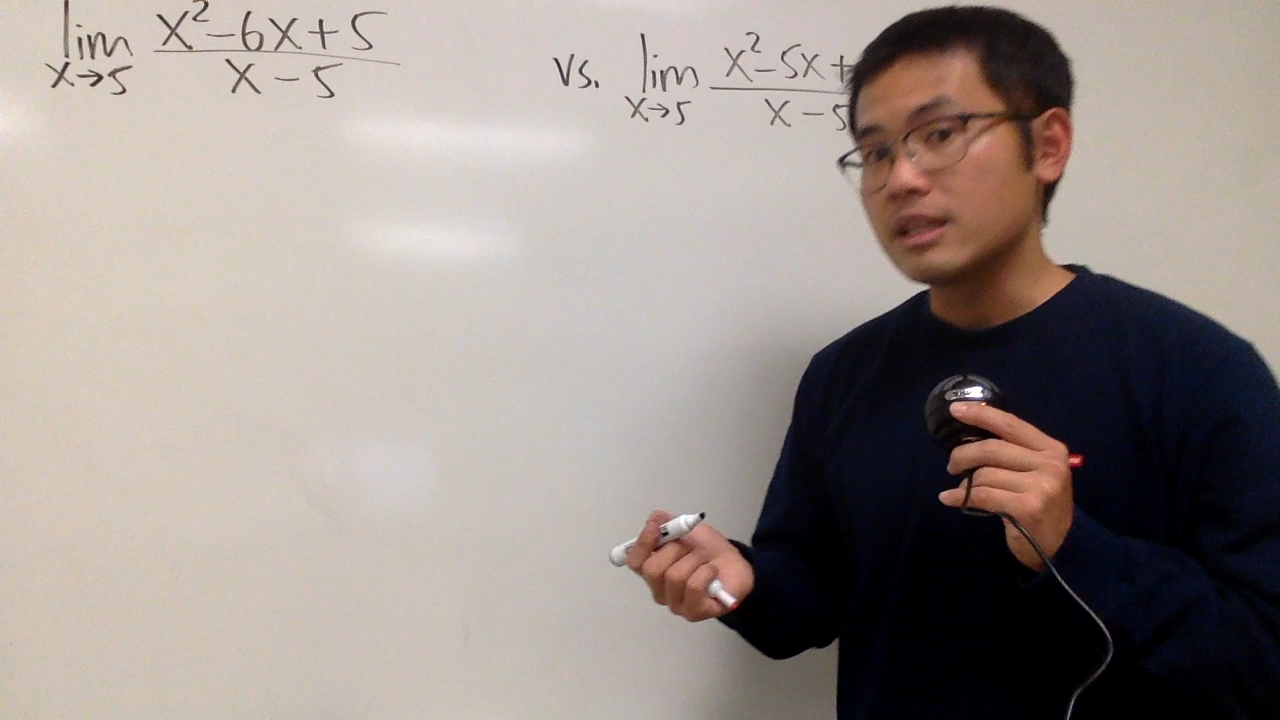 lim x²-6x+5
x→5 x-5
vs. lim x²-5x+
x→5 x-5